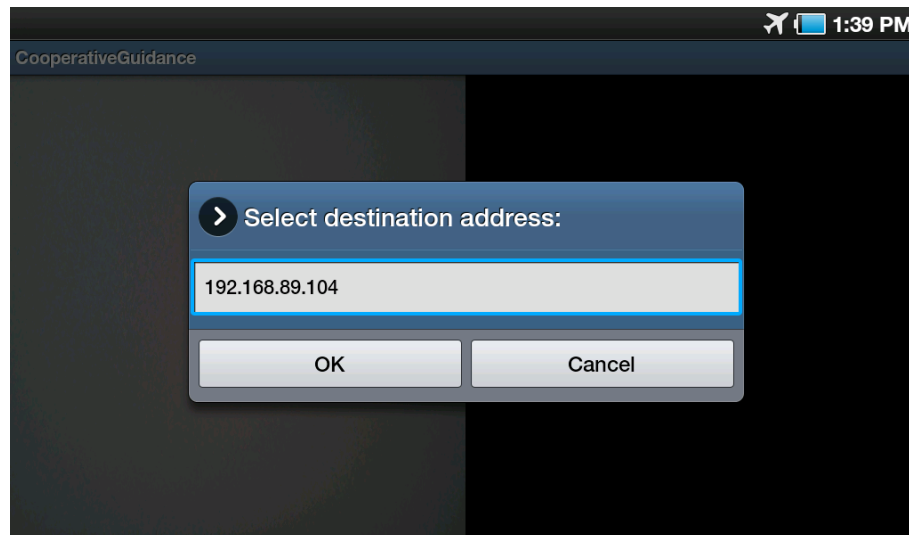 1:39 PM
CooperativeGuidance
Select destination address:
192.168.89.104
OK
Cancel